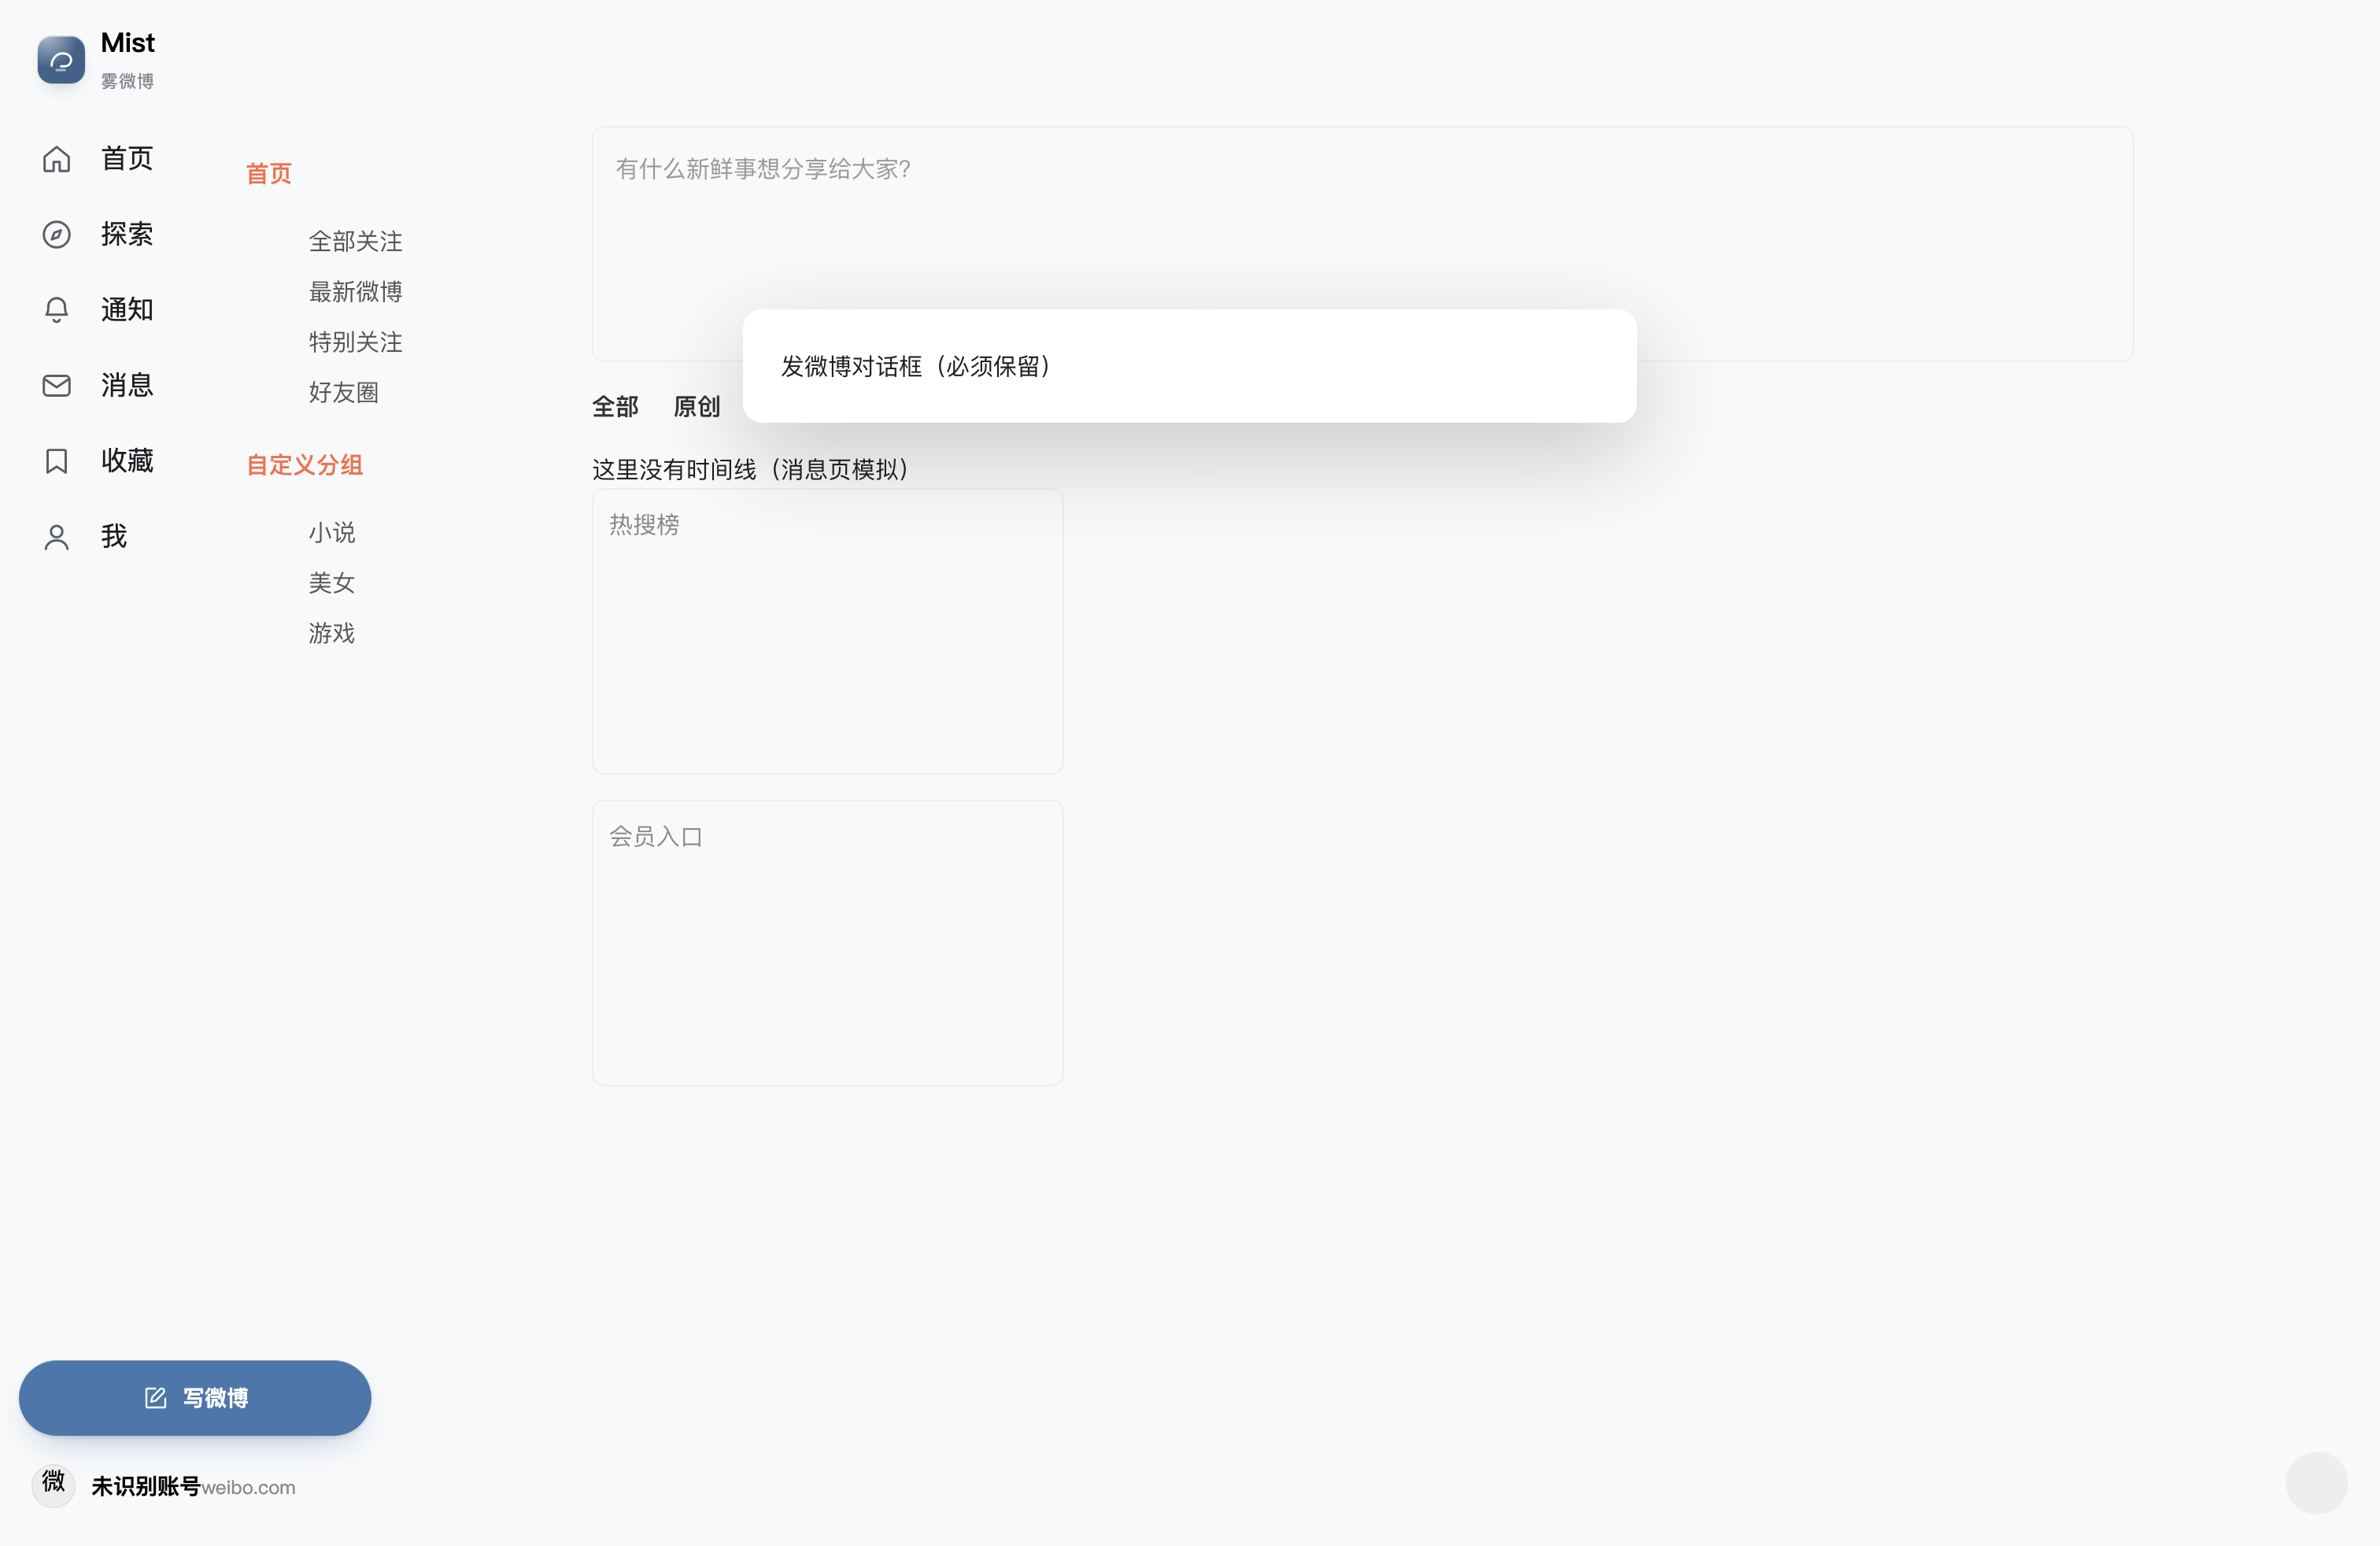 Mist
雾微博
首页
探索
通知
消息
收藏
我
首页
全部关注
最新微博
特别关注
好友圈
自定义分组
小说
美女
游戏
有什么新鲜事想分享给大家?
发微博对话框（必须保留）
全部 原创
这里没有时间线（消息页模拟）
热搜榜
会员入口
写微博
微
未识别账号weibo.com